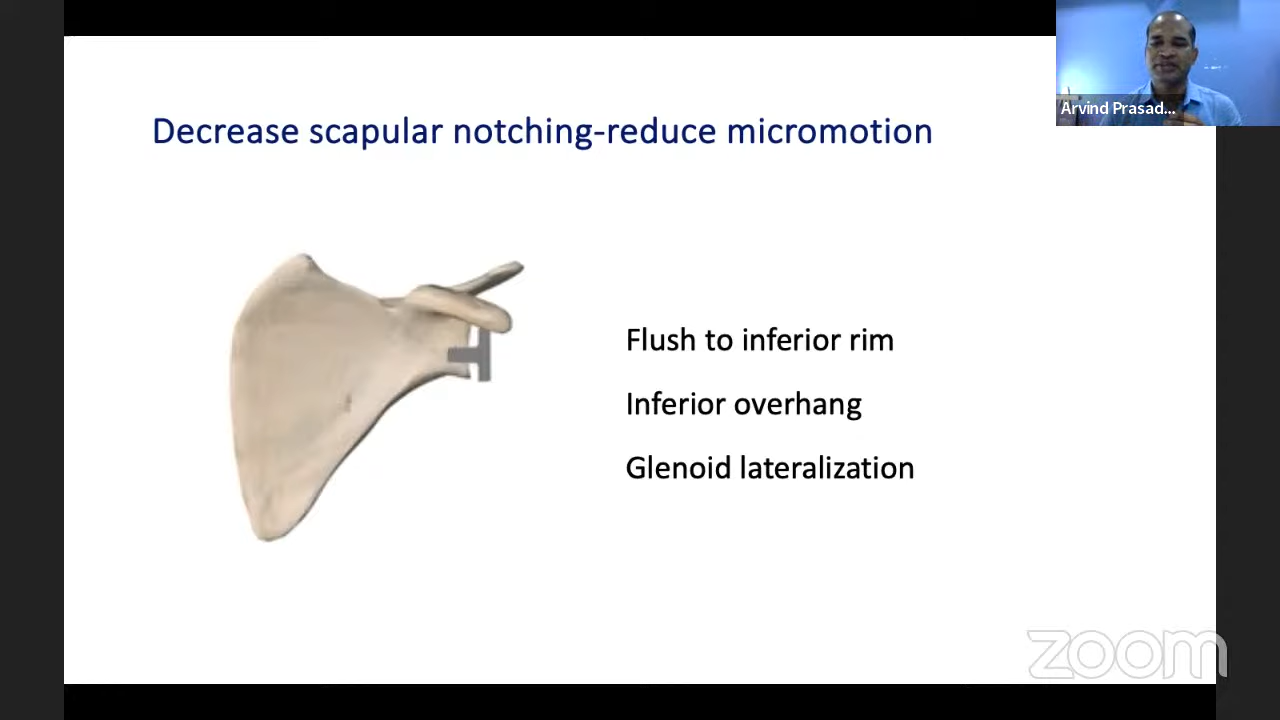 Arvind Prasad...
Decrease scapular notching-reduce micromotion
Flush to inferior rim
Inferior overhang
Glenoid lateralization
zoom